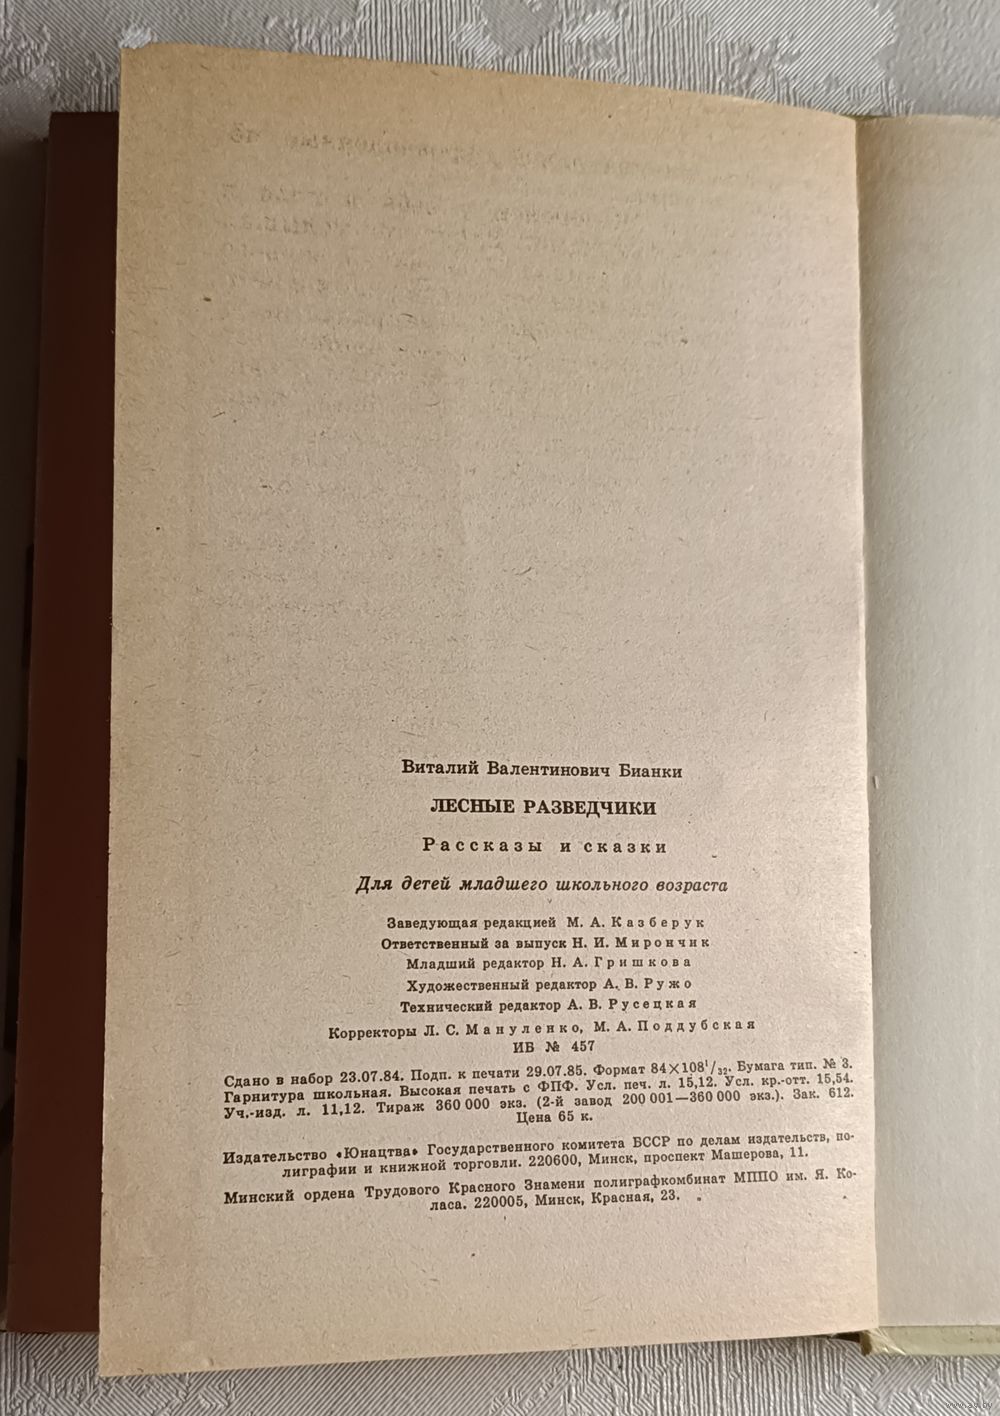 Виталий Валентинович Бианки
ЛЕСНЫЕ РАЗВЕДЧИКИ
Рассказы и сказки
Для детей младшего школьного возраста
Заведующая редакцией М. А. Казберук
Ответственный за выпуск Н. И. Мирончик
Младший редактор Н. А. Гришкова
Художественный редактор А. В. Ружо
Технический редактор А. В. Русецкая
Корректоры Л. С. Мануленко, М. А. Поддубская
ИБ № 457
Сдано в набор 23.07.84. Подп. к печати 29.07.85. Формат 84×108¹/₃₂. Бумага тип. № 3.
Гарнитура школьная. Высокая печать с ФПФ. Усл. печ. л. 15,12. Усл. кр.-отт. 15,54.
Уч.-изд. л. 11,12. Тираж 360 000 экз. (2-й завод 200 001—360 000 экз.). Зак. 612.
Цена 65 к.
Издательство «Юнацтва» Государственного комитета БССР по делам издательств, по-
лиграфии и книжной торговли. 220600, Минск, проспект Машерова, 11.
Минский ордена Трудового Красного Знамени полиграфкомбинат МППО им. Я. Ко-
ласа. 220005, Минск, Красная, 23.
www.ay.by